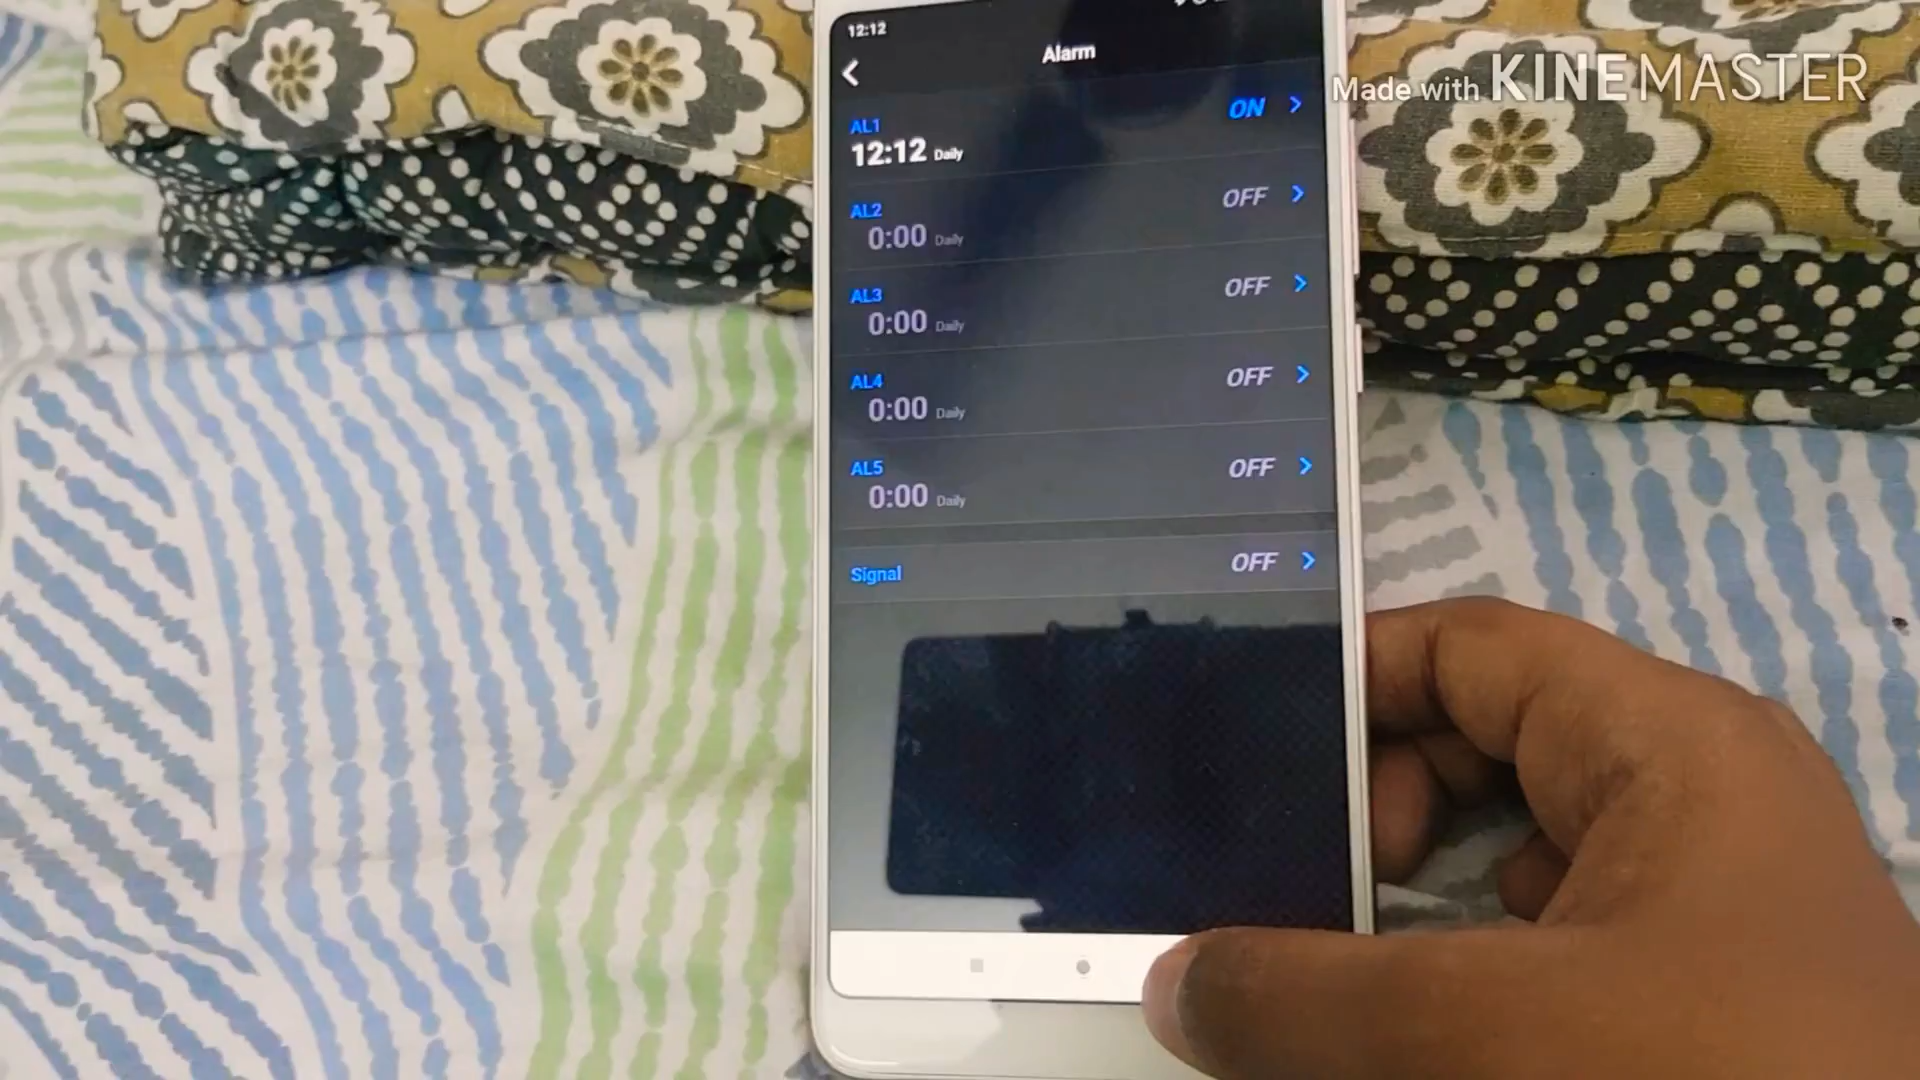 12:12
Alarm
Made with KINEMASTER
AL1
ON
12:12 Daily
AL2
OFF
0:00 Daily
AL3
OFF
0:00 Daily
AL4
OFF
0:00 Daily
AL5
OFF
0:00 Daily
Signal
OFF